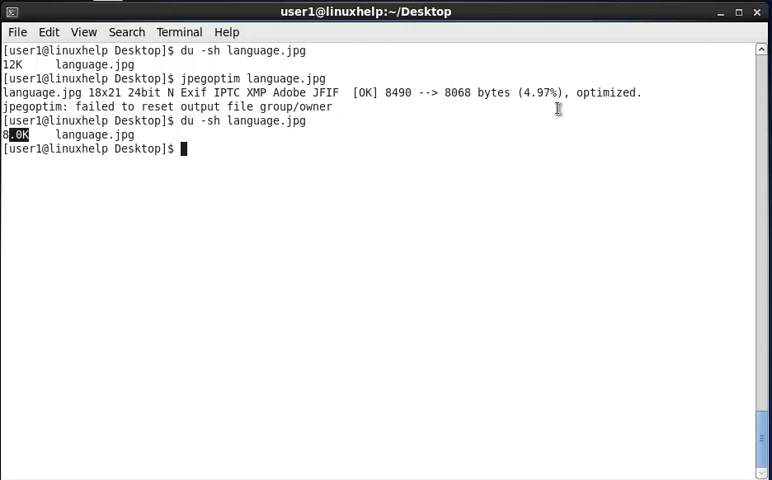 user1@linuxhelp:~/Desktop
File Edit View Search Terminal Help
[user1@linuxhelp Desktop]$ du -sh language.jpg
12K language.jpg
[user1@linuxhelp Desktop]$ jpegoptim language.jpg
language.jpg 18x21 24bit N Exif IPTC XMP Adobe JFIF [OK] 8490 --> 8068 bytes (4.97%), optimized.
jpegoptim: failed to reset output file group/owner
[user1@linuxhelp Desktop]$ du -sh language.jpg
8.0K language.jpg
[user1@linuxhelp Desktop]$